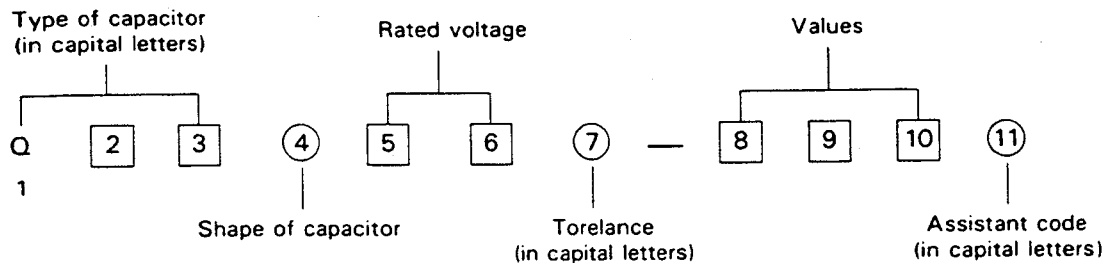 Type of capacitor
(in capital letters)
Rated voltage
Values
Q 2 3 4 5 6 7 — 8 9 10 11
1
Shape of capacitor
Torelance
(in capital letters)
Assistant code
(in capital letters)